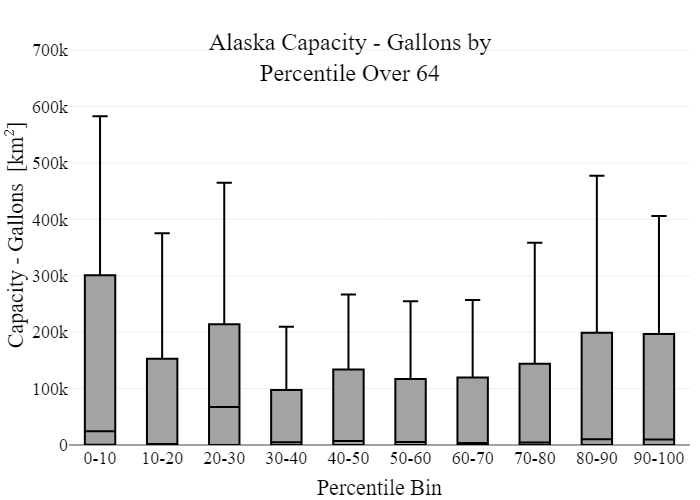 Alaska Capacity - Gallons by
Percentile Over 64
700k
600k
500k
400k
300k
200k
100k
0
Capacity - Gallons [km²]
0-10 10-20 20-30 30-40 40-50 50-60 60-70 70-80 80-90 90-100
Percentile Bin